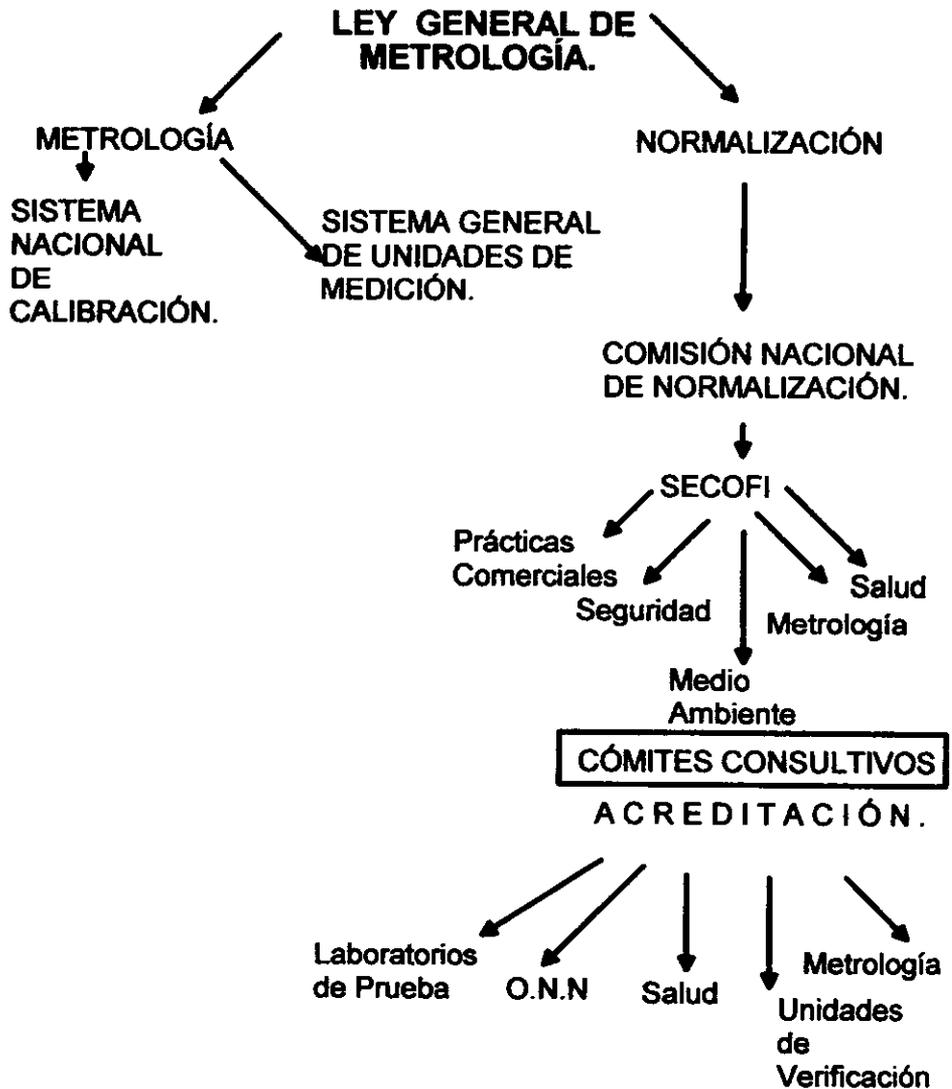 LEY GENERAL DE
METROLOGÍA.
METROLOGÍA
NORMALIZACIÓN
SISTEMA
NACIONAL
DE
CALIBRACIÓN.
SISTEMA GENERAL
DE UNIDADES DE
MEDICIÓN.
COMISIÓN NACIONAL
DE NORMALIZACIÓN.
SECOFI
Prácticas
Comerciales
Seguridad
Medio
Ambiente
Metrología
Salud
CÓMITES CONSULTIVOS
ACREDITACIÓN.
Laboratorios
de Prueba
O.N.N
Salud
Unidades
de
Verificación
Metrología